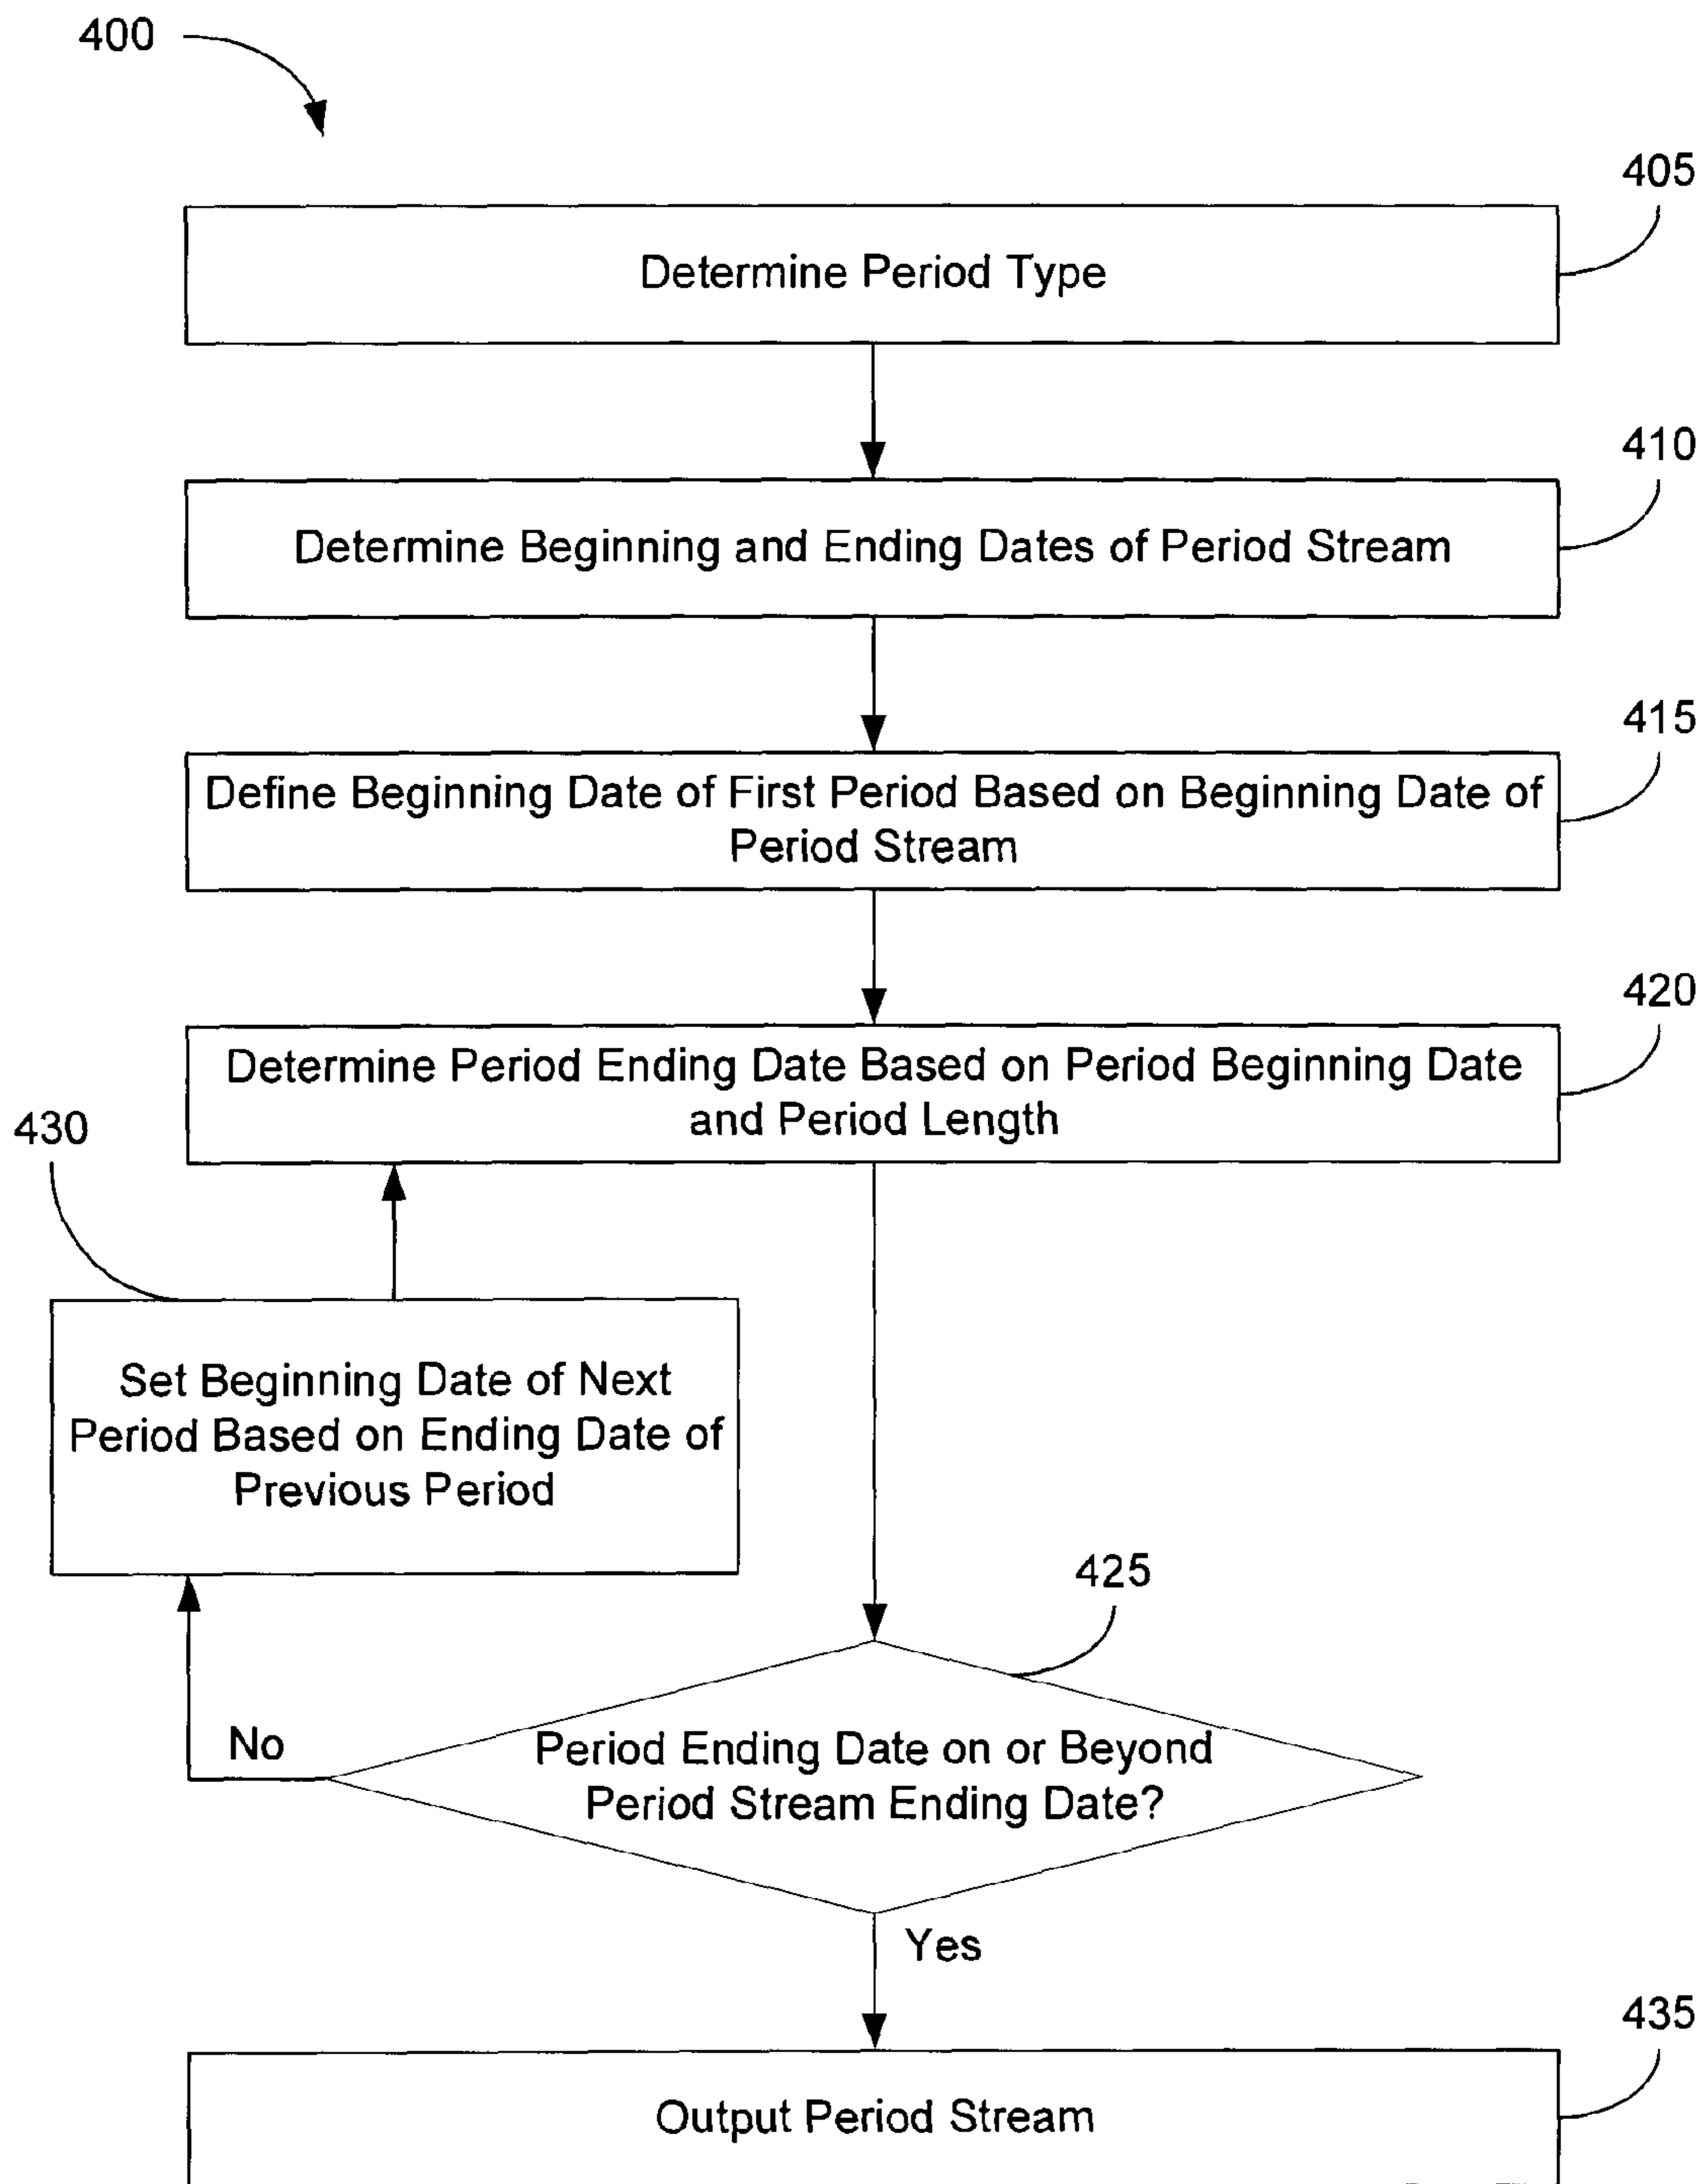 400
405
Determine Period Type
410
Determine Beginning and Ending Dates of Period Stream
415
Define Beginning Date of First Period Based on Beginning Date of
Period Stream
420
Determine Period Ending Date Based on Period Beginning Date
and Period Length
430
Set Beginning Date of Next
Period Based on Ending Date of
Previous Period
425
No
Period Ending Date on or Beyond
Period Stream Ending Date?
Yes
435
Output Period Stream